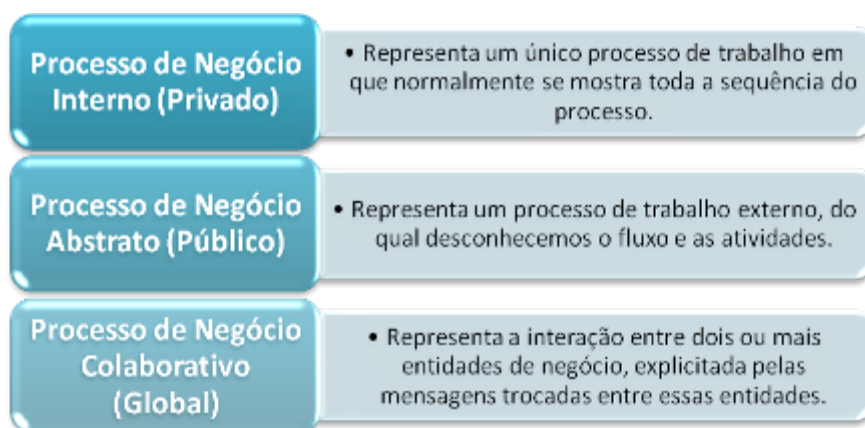 Processo de Negócio
Interno (Privado)
• Representa um único processo de trabalho em
que normalmente se mostra toda a sequência do
processo.
Processo de Negócio
Abstrato (Público)
• Representa um processo de trabalho externo, do
qual desconhecemos o fluxo e as atividades.
Processo de Negócio
Colaborativo
(Global)
• Representa a interação entre dois ou mais
entidades de negócio, explicitada pelas
mensagens trocadas entre essas entidades.